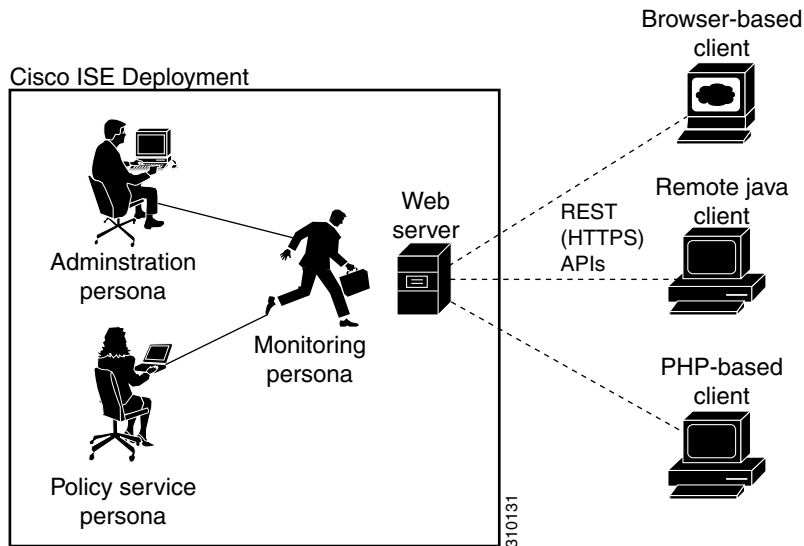 Browser-based
client
Cisco ISE Deployment
Web
server
Remote java
client
REST
(HTTPS)
APIs
Adminstration
persona
Monitoring
persona
PHP-based
client
Policy service
persona
310131